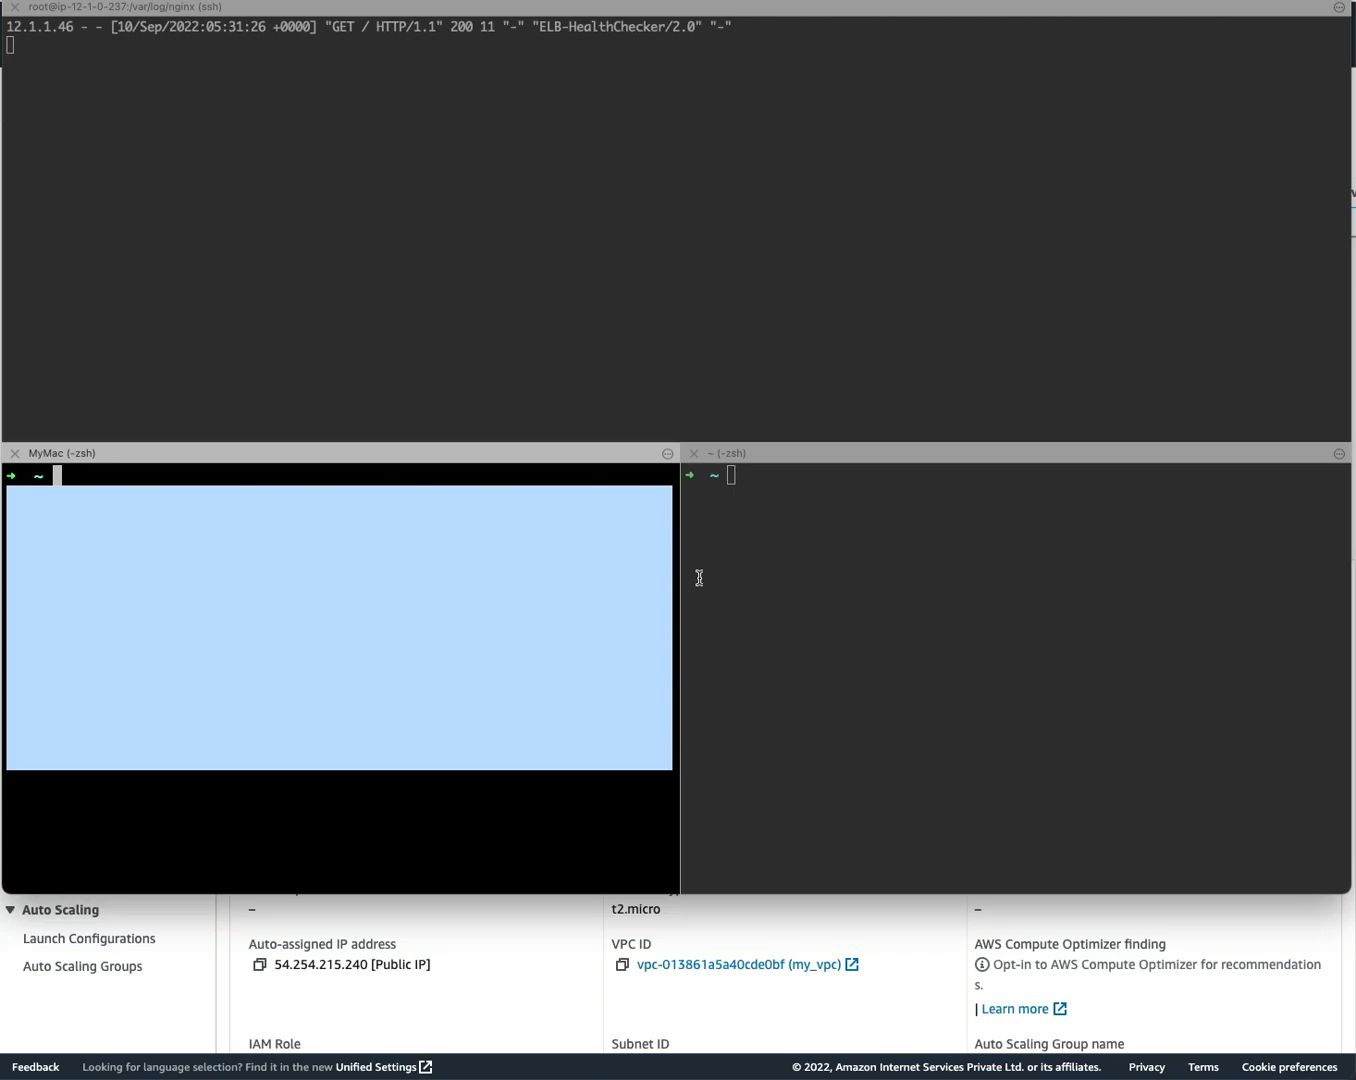 root@ip-12-1-0-237:/var/log/nginx (ssh)
12.1.1.46 - - [10/Sep/2022:05:31:26 +0000] "GET / HTTP/1.1" 200 11 "-" "ELB-HealthChecker/2.0" "-"
MyMac (-zsh)
~ (-zsh)
➜ ~
➜ ~
Auto Scaling
Launch Configurations
Auto Scaling Groups
–
Auto-assigned IP address
54.254.215.240 [Public IP]
IAM Role
t2.micro
VPC ID
vpc-013861a5a40cde0bf (my_vpc)
Subnet ID
–
AWS Compute Optimizer finding
Opt-in to AWS Compute Optimizer for recommendation
s.
| Learn more
Auto Scaling Group name
Feedback
Looking for language selection? Find it in the new Unified Settings
© 2022, Amazon Internet Services Private Ltd. or its affiliates.
Privacy
Terms
Cookie preferences